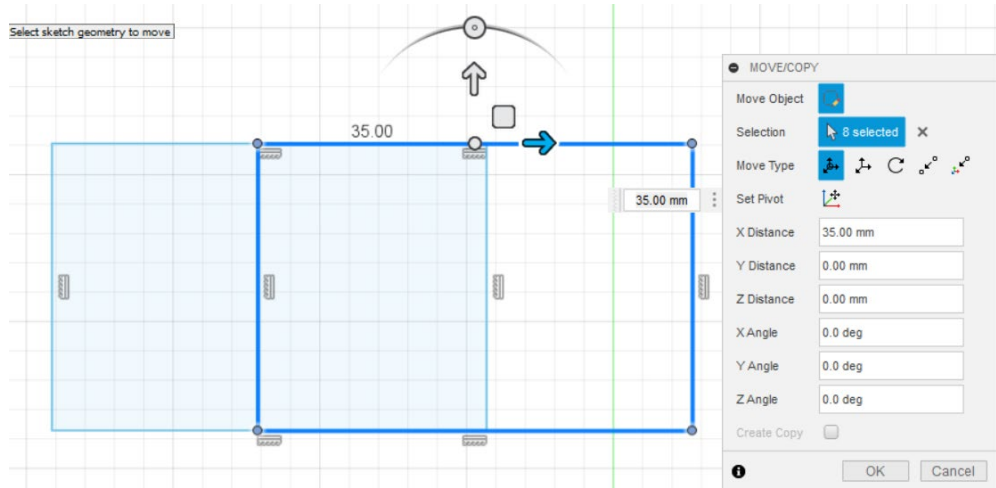 Select sketch geometry to move
35.00
35.00 mm
MOVE/COPY
Move Object
Selection 8 selected
Move Type
Set Pivot
X Distance 35.00 mm
Y Distance 0.00 mm
Z Distance 0.00 mm
X Angle 0.0 deg
Y Angle 0.0 deg
Z Angle 0.0 deg
Create Copy
OK Cancel